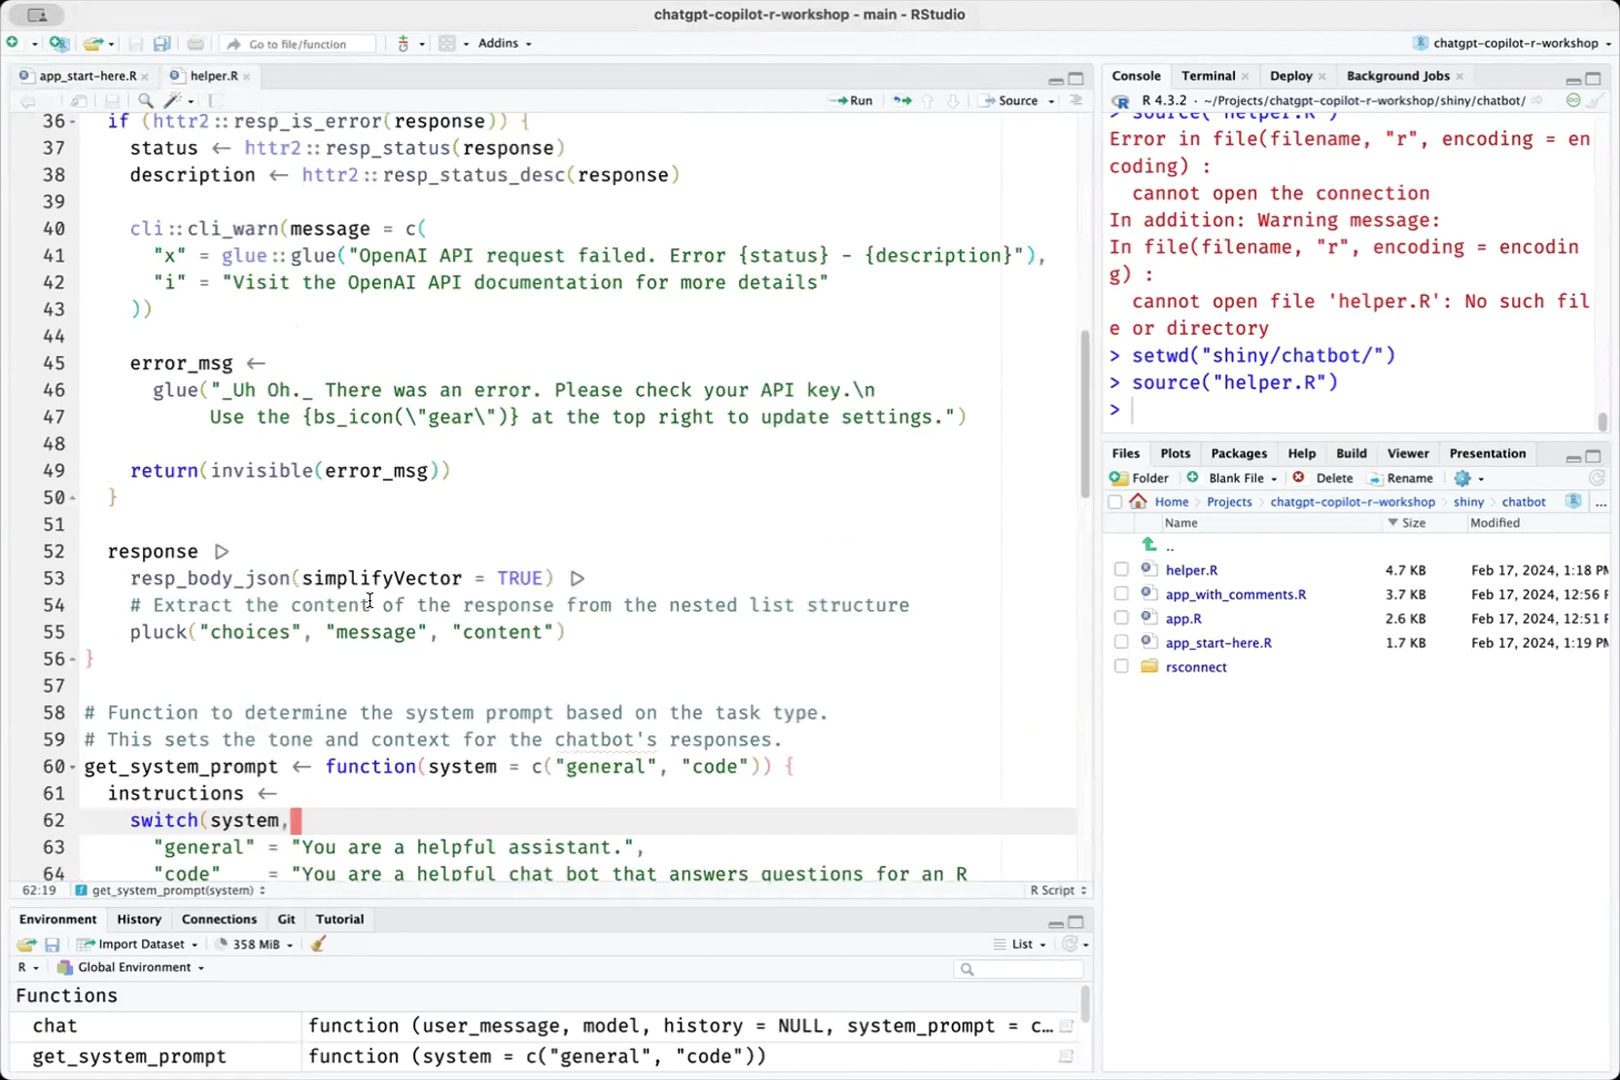 chatgpt-copilot-r-workshop - main - RStudio
Go to file/function
Addins
chatgpt-copilot-r-workshop
app_start-here.R
helper.R
Run
Source
36 if (httr2::resp_is_error(response)) {
37 status <- httr2::resp_status(response)
38 description <- httr2::resp_status_desc(response)
39
40 cli::cli_warn(message = c(
41 "x" = glue::glue("OpenAI API request failed. Error {status} - {description}"),
42 "i" = "Visit the OpenAI API documentation for more details"
43 ))
44
45 error_msg <-
46 glue("_Uh Oh._ There was an error. Please check your API key.\n
47 Use the {bs_icon(\"gear\")} at the top right to update settings.")
48
49 return(invisible(error_msg))
50 }
51
52 response |>
53 resp_body_json(simplifyVector = TRUE) |>
54 # Extract the content of the response from the nested list structure
55 pluck("choices", "message", "content")
56 }
57
58 # Function to determine the system prompt based on the task type.
59 # This sets the tone and context for the chatbot's responses.
60 get_system_prompt <- function(system = c("general", "code")) {
61 instructions <-
62 switch(system,
63 "general" = "You are a helpful assistant.",
64 "code" = "You are a helpful chat bot that answers questions for an R
62:19 get_system_prompt(system)
R Script
Environment
History
Connections
Git
Tutorial
Import Dataset
358 MiB
List
R
Global Environment
Functions
chat function (user_message, model, history = NULL, system_prompt = c…
get_system_prompt function (system = c("general", "code"))
Console
Terminal
Deploy
Background Jobs
R 4.3.2 · ~/Projects/chatgpt-copilot-r-workshop/shiny/chatbot/
> source("helper.R")
Error in file(filename, "r", encoding = en
coding) :
cannot open the connection
In addition: Warning message:
In file(filename, "r", encoding = encodin
g) :
cannot open file 'helper.R': No such fil
e or directory
> setwd("shiny/chatbot/")
> source("helper.R")
>
Files
Plots
Packages
Help
Build
Viewer
Presentation
Folder
Blank File
Delete
Rename
Home
Projects
chatgpt-copilot-r-workshop
shiny
chatbot
...
Name
Size
Modified
..
helper.R 4.7 KB Feb 17, 2024, 1:18 PM
app_with_comments.R 3.7 KB Feb 17, 2024, 12:56 P
app.R 2.6 KB Feb 17, 2024, 12:51 P
app_start-here.R 1.7 KB Feb 17, 2024, 1:19 PM
rsconnect